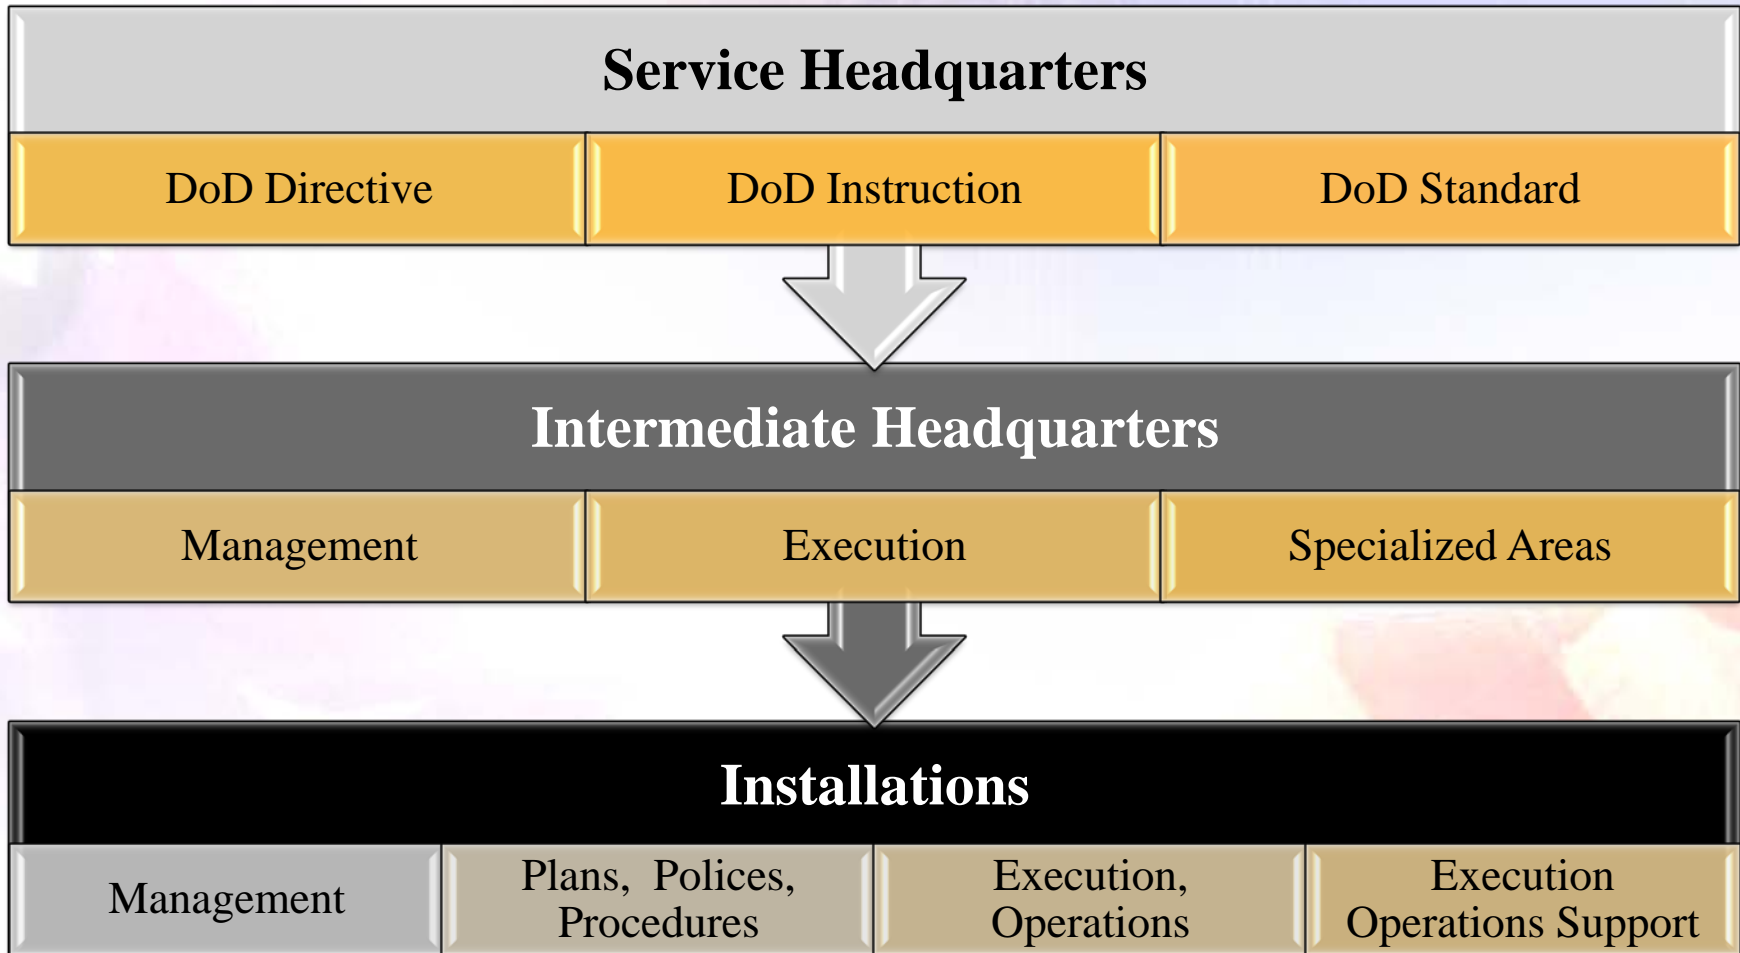 Service Headquarters
DoD Directive
DoD Instruction
DoD Standard
Intermediate Headquarters
Management
Execution
Specialized Areas
Installations
Management
Plans, Polices,
Procedures
Execution,
Operations
Execution
Operations Support